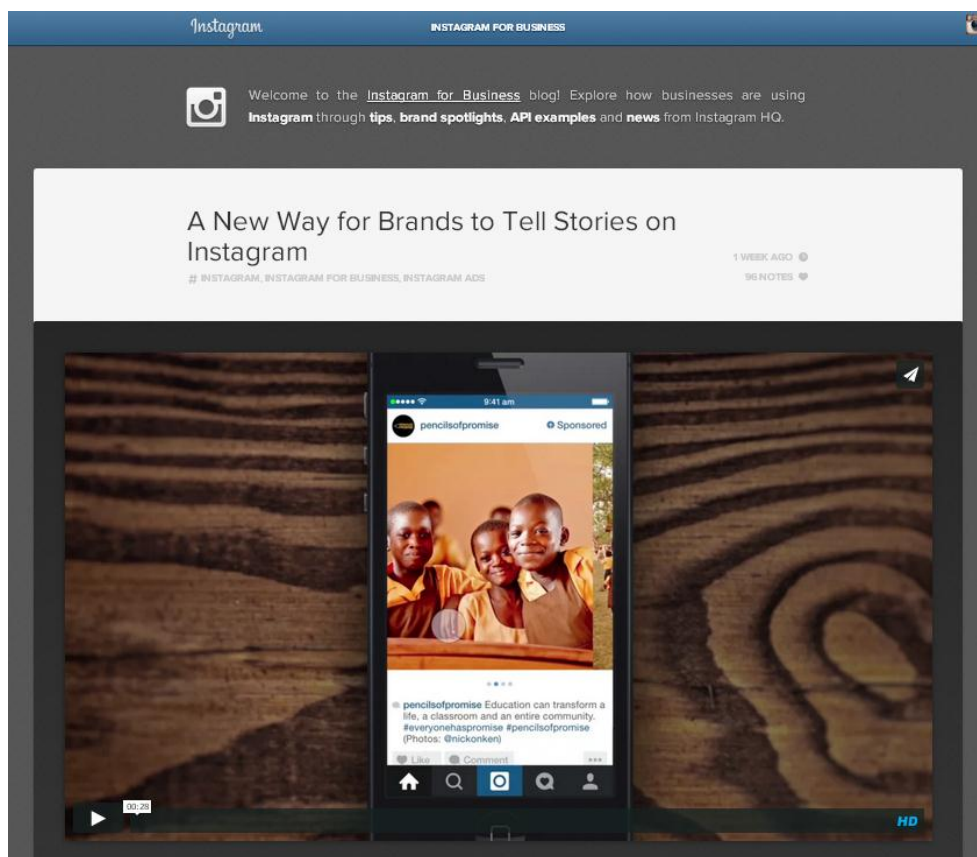 Instagram
INSTAGRAM FOR BUSINESS
Welcome to the Instagram for Business blog! Explore how businesses are using
Instagram through tips, brand spotlights, API examples and news from Instagram HQ.
A New Way for Brands to Tell Stories on
Instagram
1 WEEK AGO
# INSTAGRAM, INSTAGRAM FOR BUSINESS, INSTAGRAM ADS
96 NOTES
9:41 am
pencilsofpromise
Sponsored
pencilsofpromise Education can transform a
life, a classroom and an entire community.
#everyonehaspromise #pencilsofpromise
(Photos: @nickonken)
Like
Comment
00:28
HD